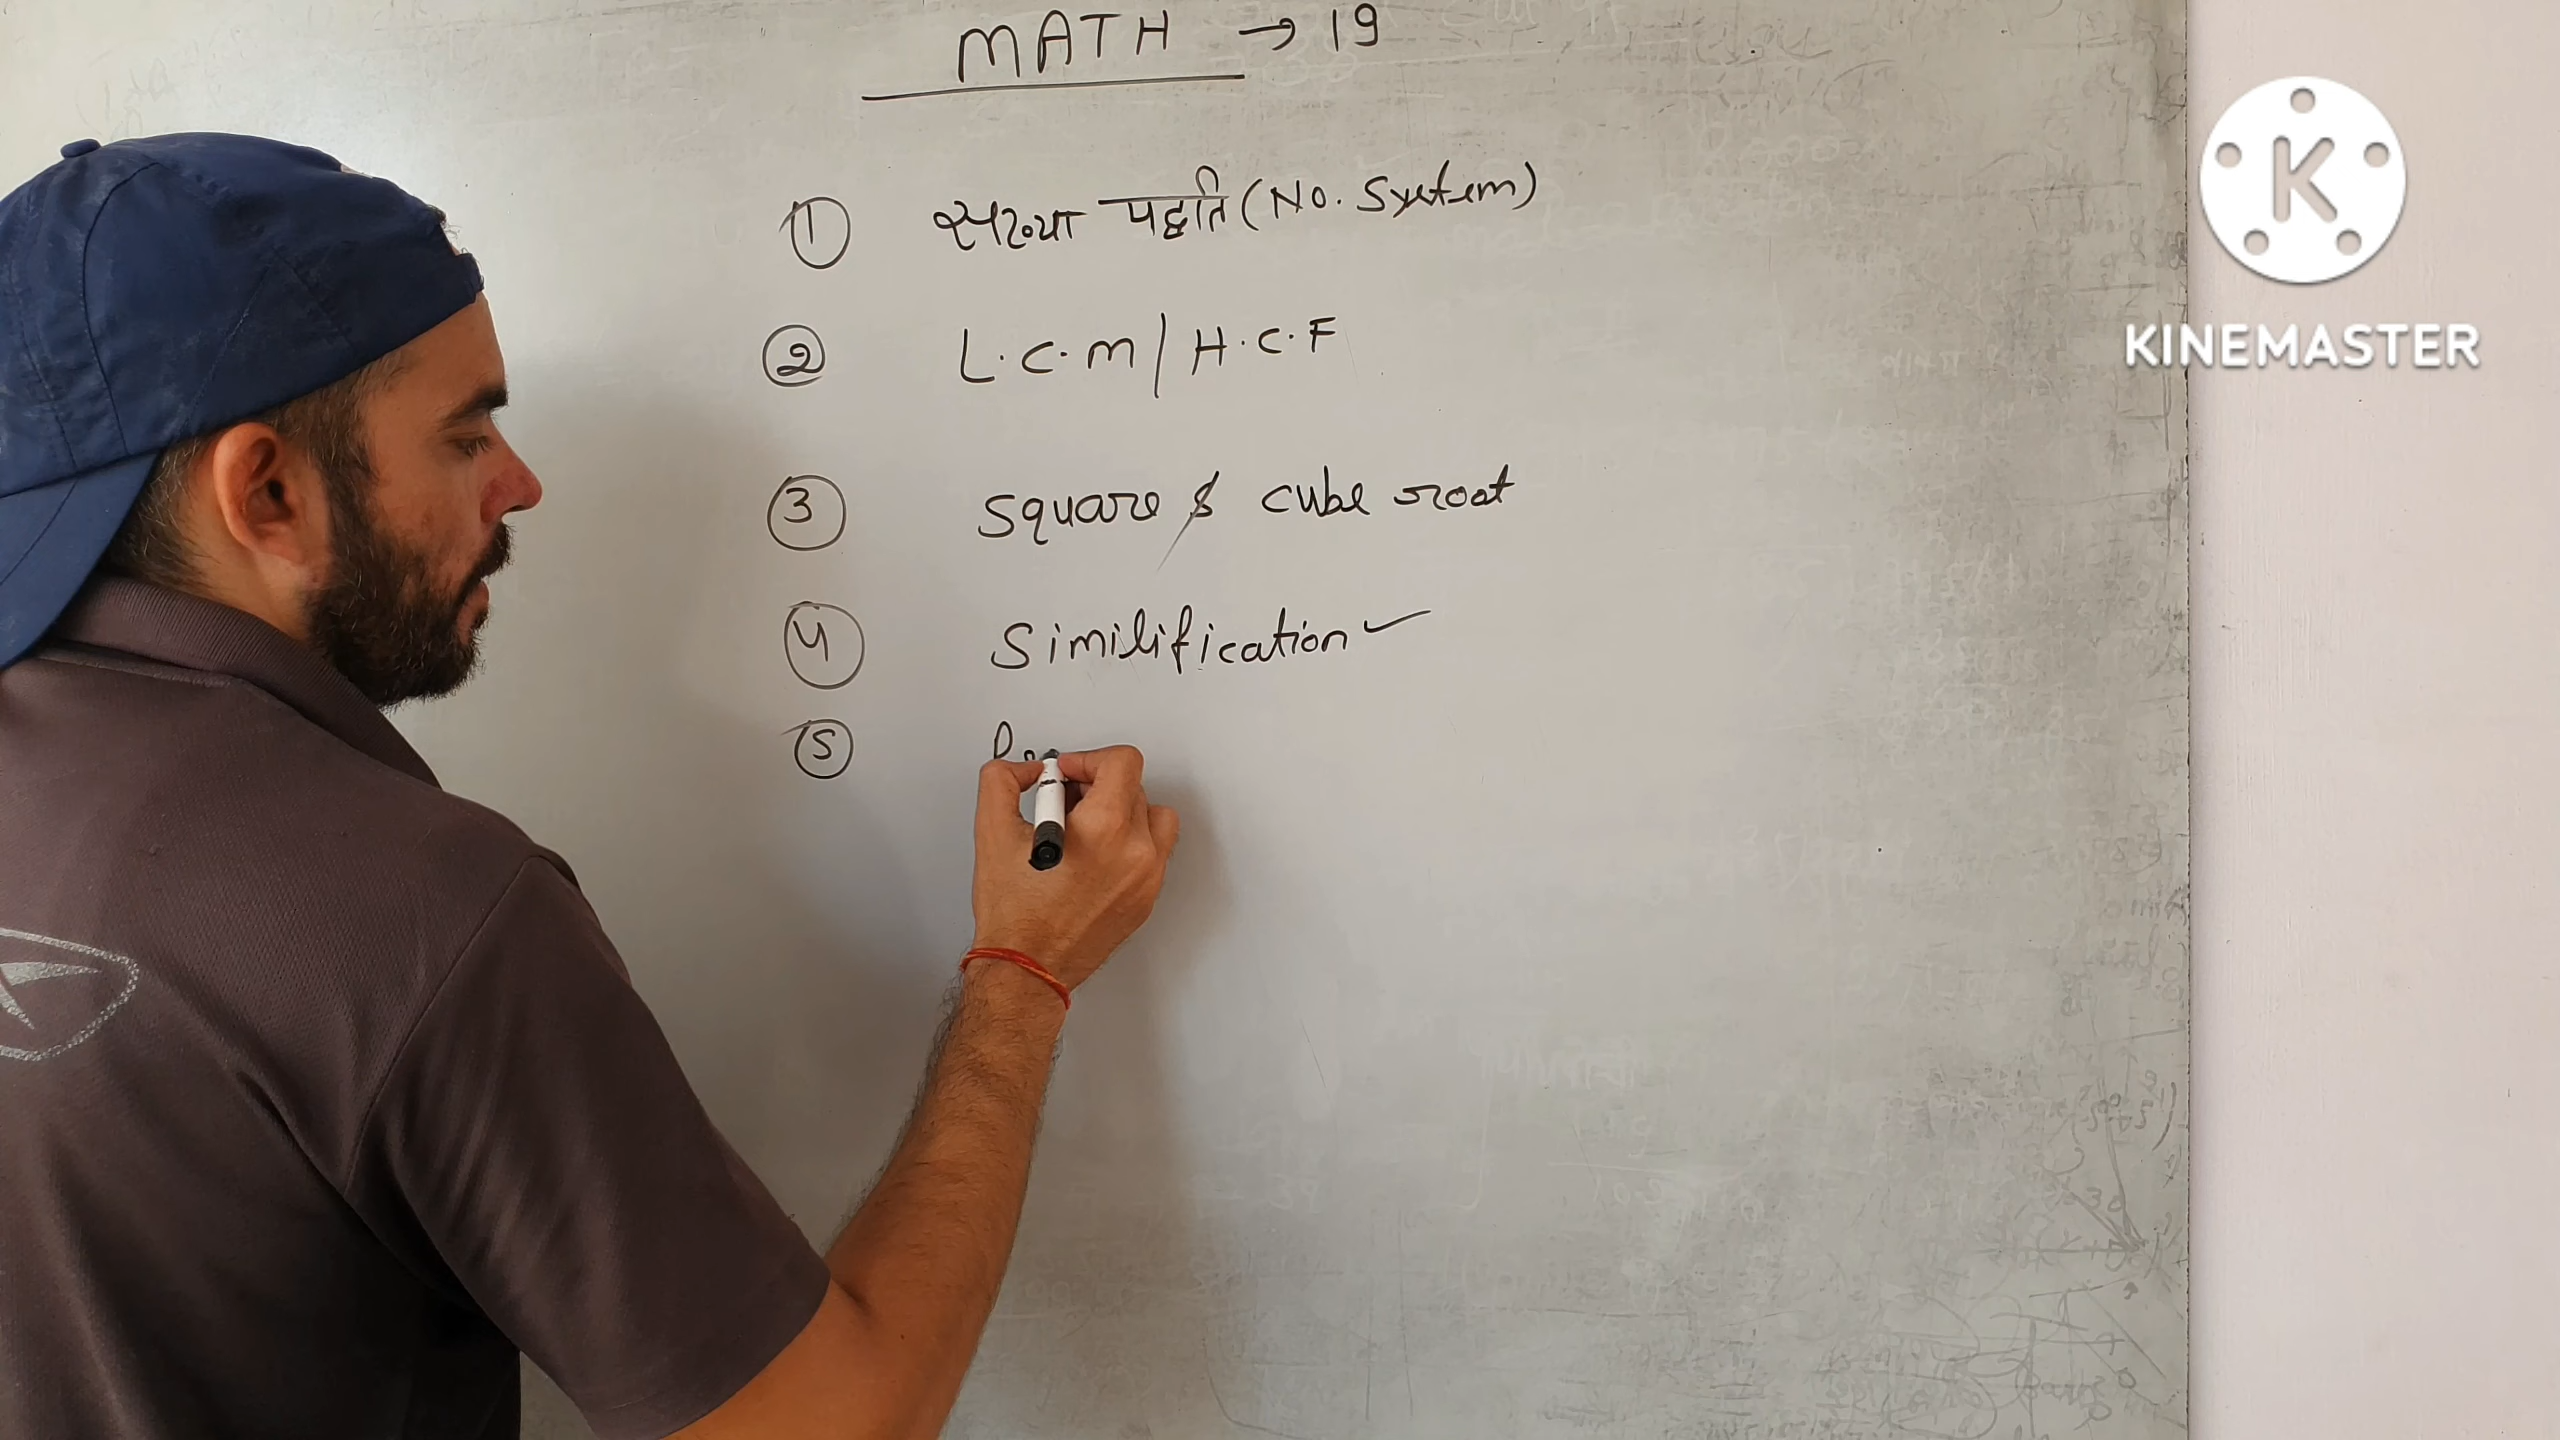 MATH → 19
① संख्या पद्धति (No. System)
② L.C.M / H.C.F
③ Square & cube root
④ Similification ✓
⑤
KINEMASTER